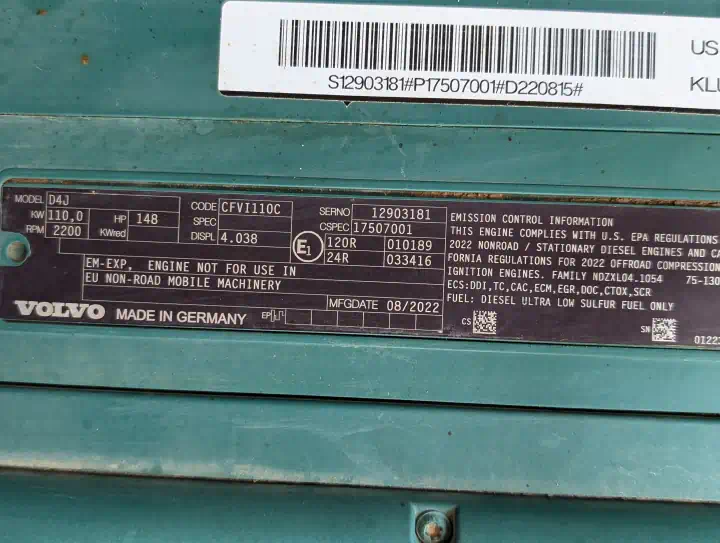 S12903181#P17507001#D220815#
US
MODEL D4J
KW 110,0 HP 148
RPM 2200 KWred
CODE CFVI110C
SPEC
DISPL 4.038
SERNO 12903181
CSPEC 17507001
E1 120R 010189
24R 033416
EM-EXP, ENGINE NOT FOR USE IN
EU NON-ROAD MOBILE MACHINERY
MFGDATE 08/2022
VOLVO MADE IN GERMANY
EP
EMISSION CONTROL INFORMATION
THIS ENGINE COMPLIES WITH U.S. EPA REGULATIONS
2022 NONROAD / STATIONARY DIESEL ENGINES AND CA
FORNIA REGULATIONS FOR 2022 OFFROAD COMPRESSION
IGNITION ENGINES. FAMILY NDZXL04.1054 75-130
ECS:DDI,TC,CAC,ECM,EGR,DOC,CTOX,SCR
FUEL: DIESEL ULTRA LOW SULFUR FUEL ONLY
CS
SN